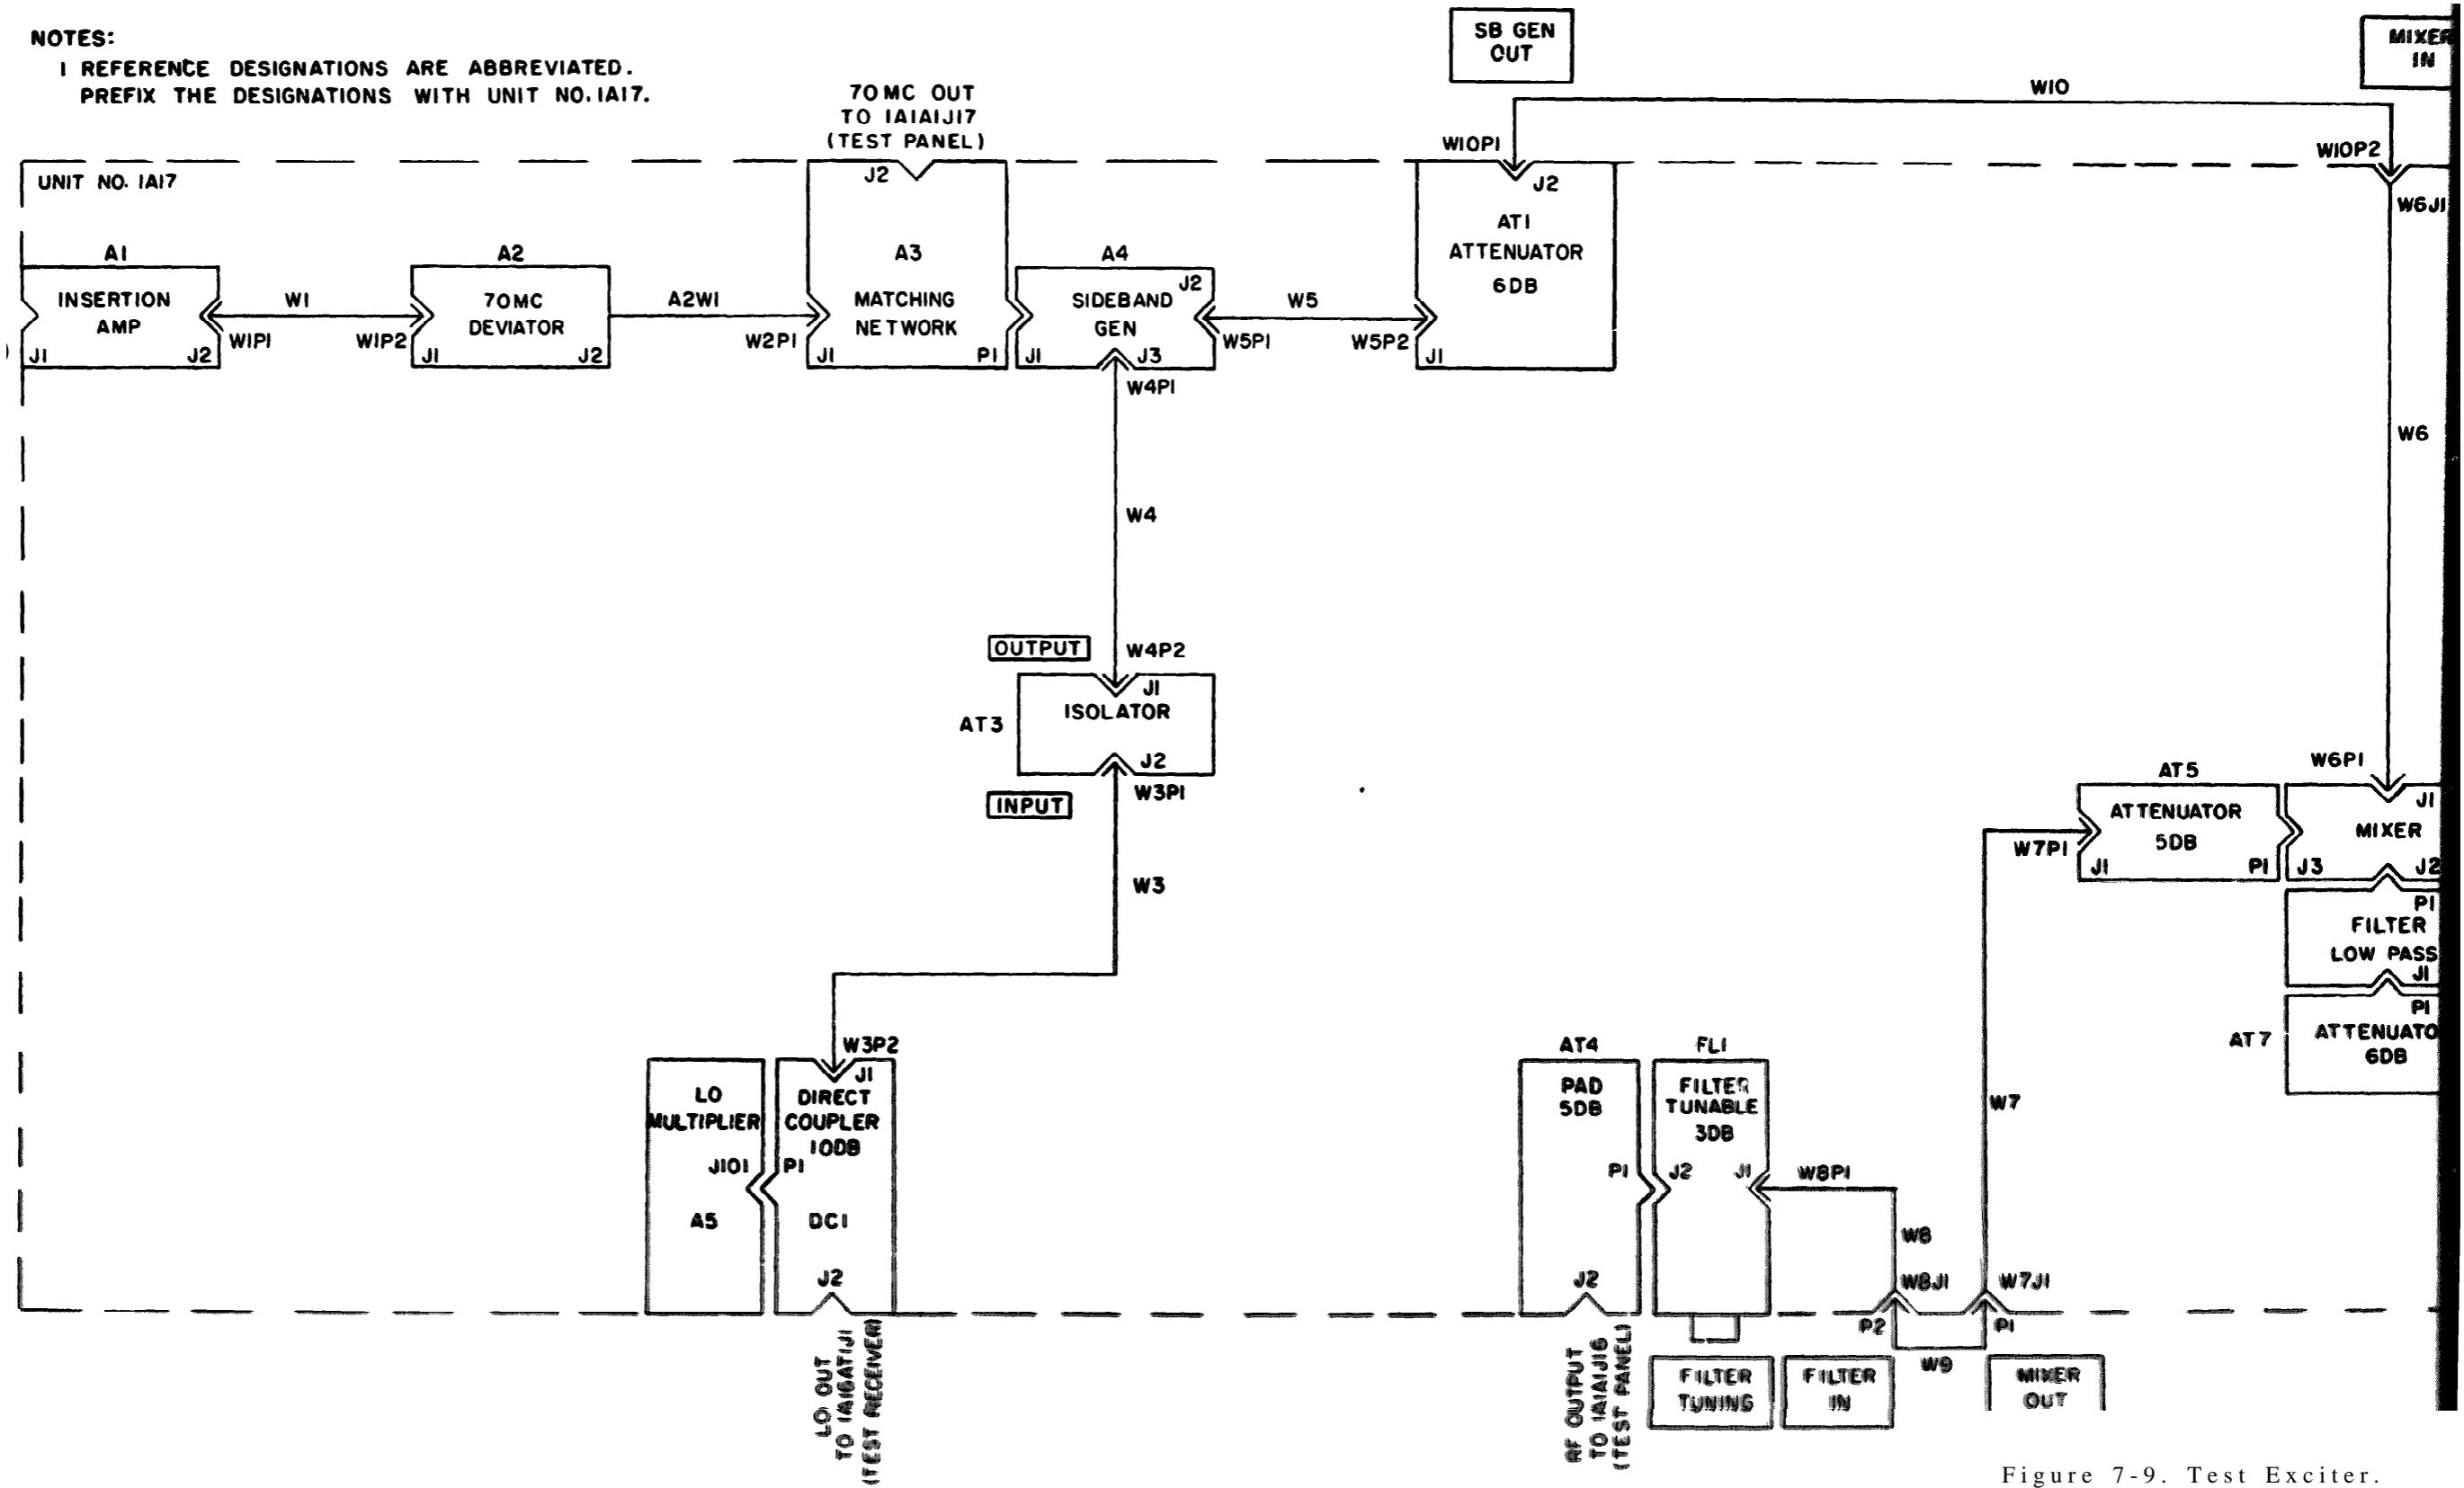 NOTES:
1 REFERENCE DESIGNATIONS ARE ABBREVIATED.
PREFIX THE DESIGNATIONS WITH UNIT NO. 1A17.
70 MC OUT
TO 1A1A1J17
(TEST PANEL)
SB GEN
OUT
MIXER
IN
W10
W10P1
W10P2
UNIT NO. 1A17
J2
J2
W6J1
A1
INSERTION
AMP
J1
J2
W1P1
W1
W1P2
A2
70MC
DEVIATOR
J1
J2
A2W1
W2P1
A3
MATCHING
NETWORK
J1
P1
A4
J2
SIDEBAND
GEN
J1
J3
W5P1
W5
W5P2
AT1
ATTENUATOR
6DB
J1
W4P1
W6
W4
OUTPUT
W4P2
J1
ISOLATOR
AT3
J2
INPUT
W3P1
W3
W6P1
AT5
ATTENUATOR
5DB
W7P1
J1
P1
J1
MIXER
J3
J2
P1
FILTER
LOW PASS
J1
P1
AT7
ATTENUATO
6DB
W7
W3P2
J1
LO
MULTIPLIER
J101
A5
DIRECT
COUPLER
10DB
P1
DC1
J2
AT4
PAD
5DB
P1
J2
FL1
FILTER
TUNABLE
3DB
J2
J1
W8P1
W8
W8J1
W7J1
P2
P1
W9
LO OUT
TO 1A16AT1J1
(TEST RECEIVER)
RF OUTPUT
TO 1A1A1J16
(TEST PANEL)
FILTER
TUNING
FILTER
IN
MIXER
OUT
Figure 7-9. Test Exciter.